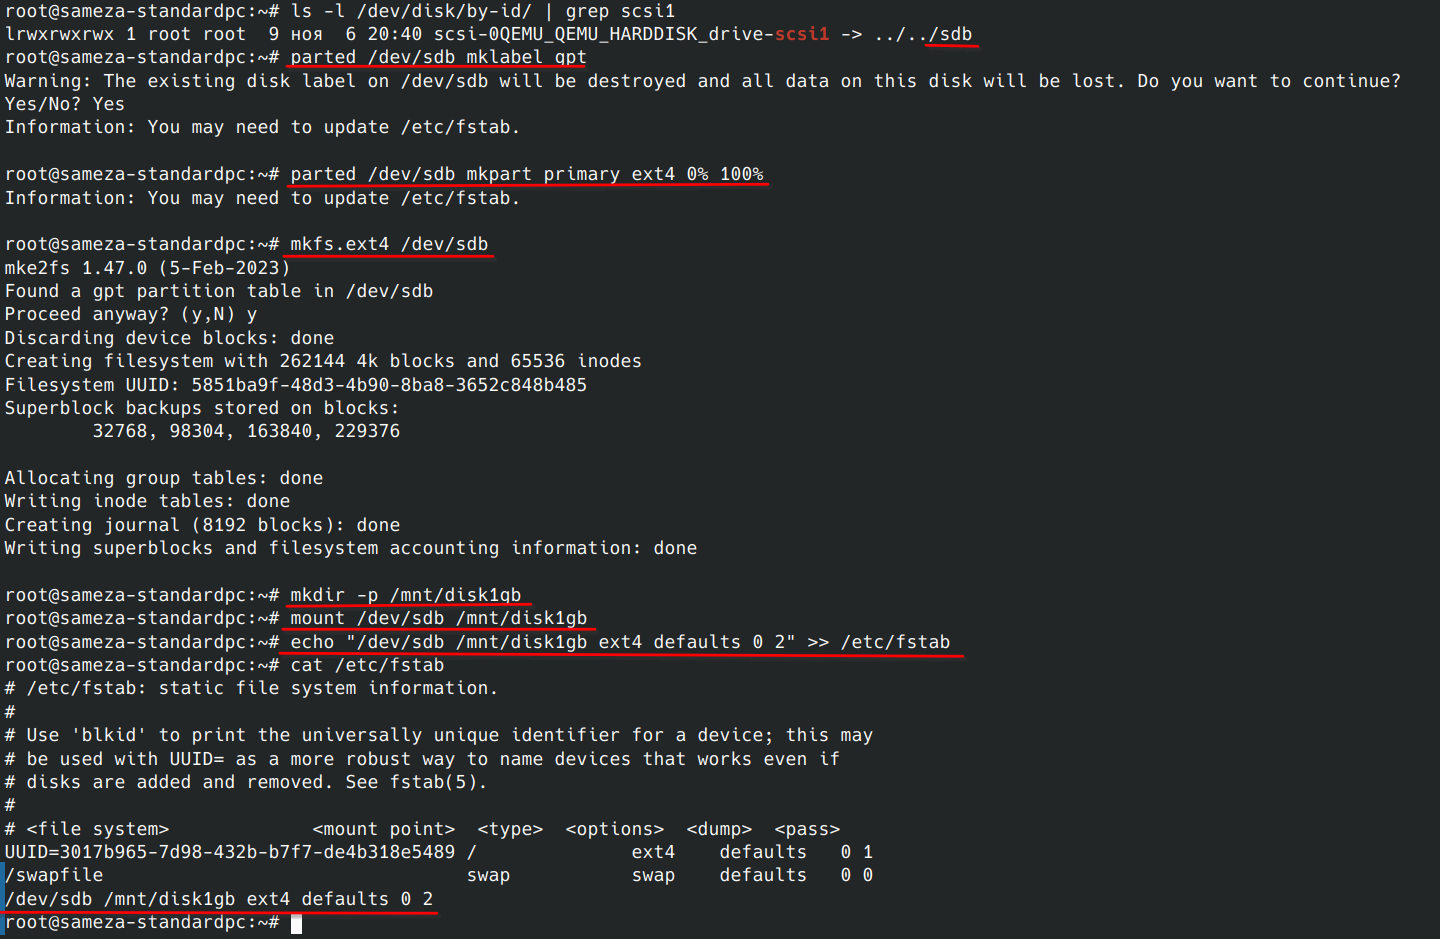 root@sameza-standardpc:~# ls -l /dev/disk/by-id/ | grep scsi1
lrwxrwxrwx 1 root root  9 ноя  6 20:40 scsi-0QEMU_QEMU_HARDDISK_drive-scsi1 -> ../../sdb
root@sameza-standardpc:~# parted /dev/sdb mklabel gpt
Warning: The existing disk label on /dev/sdb will be destroyed and all data on this disk will be lost. Do you want to continue?
Yes/No? Yes
Information: You may need to update /etc/fstab.
root@sameza-standardpc:~# parted /dev/sdb mkpart primary ext4 0% 100%
Information: You may need to update /etc/fstab.
root@sameza-standardpc:~# mkfs.ext4 /dev/sdb
mke2fs 1.47.0 (5-Feb-2023)
Found a gpt partition table in /dev/sdb
Proceed anyway? (y,N) y
Discarding device blocks: done
Creating filesystem with 262144 4k blocks and 65536 inodes
Filesystem UUID: 5851ba9f-48d3-4b90-8ba8-3652c848b485
Superblock backups stored on blocks:
        32768, 98304, 163840, 229376
Allocating group tables: done
Writing inode tables: done
Creating journal (8192 blocks): done
Writing superblocks and filesystem accounting information: done
root@sameza-standardpc:~# mkdir -p /mnt/disk1gb
root@sameza-standardpc:~# mount /dev/sdb /mnt/disk1gb
root@sameza-standardpc:~# echo "/dev/sdb /mnt/disk1gb ext4 defaults 0 2" >> /etc/fstab
root@sameza-standardpc:~# cat /etc/fstab
# /etc/fstab: static file system information.
#
# Use 'blkid' to print the universally unique identifier for a device; this may
# be used with UUID= as a more robust way to name devices that works even if
# disks are added and removed. See fstab(5).
#
# <file system>             <mount point>  <type>  <options>  <dump>  <pass>
UUID=3017b965-7d98-432b-b7f7-de4b318e5489 /              ext4    defaults   0 1
/swapfile                                 swap           swap    defaults   0 0
/dev/sdb /mnt/disk1gb ext4 defaults 0 2
root@sameza-standardpc:~#